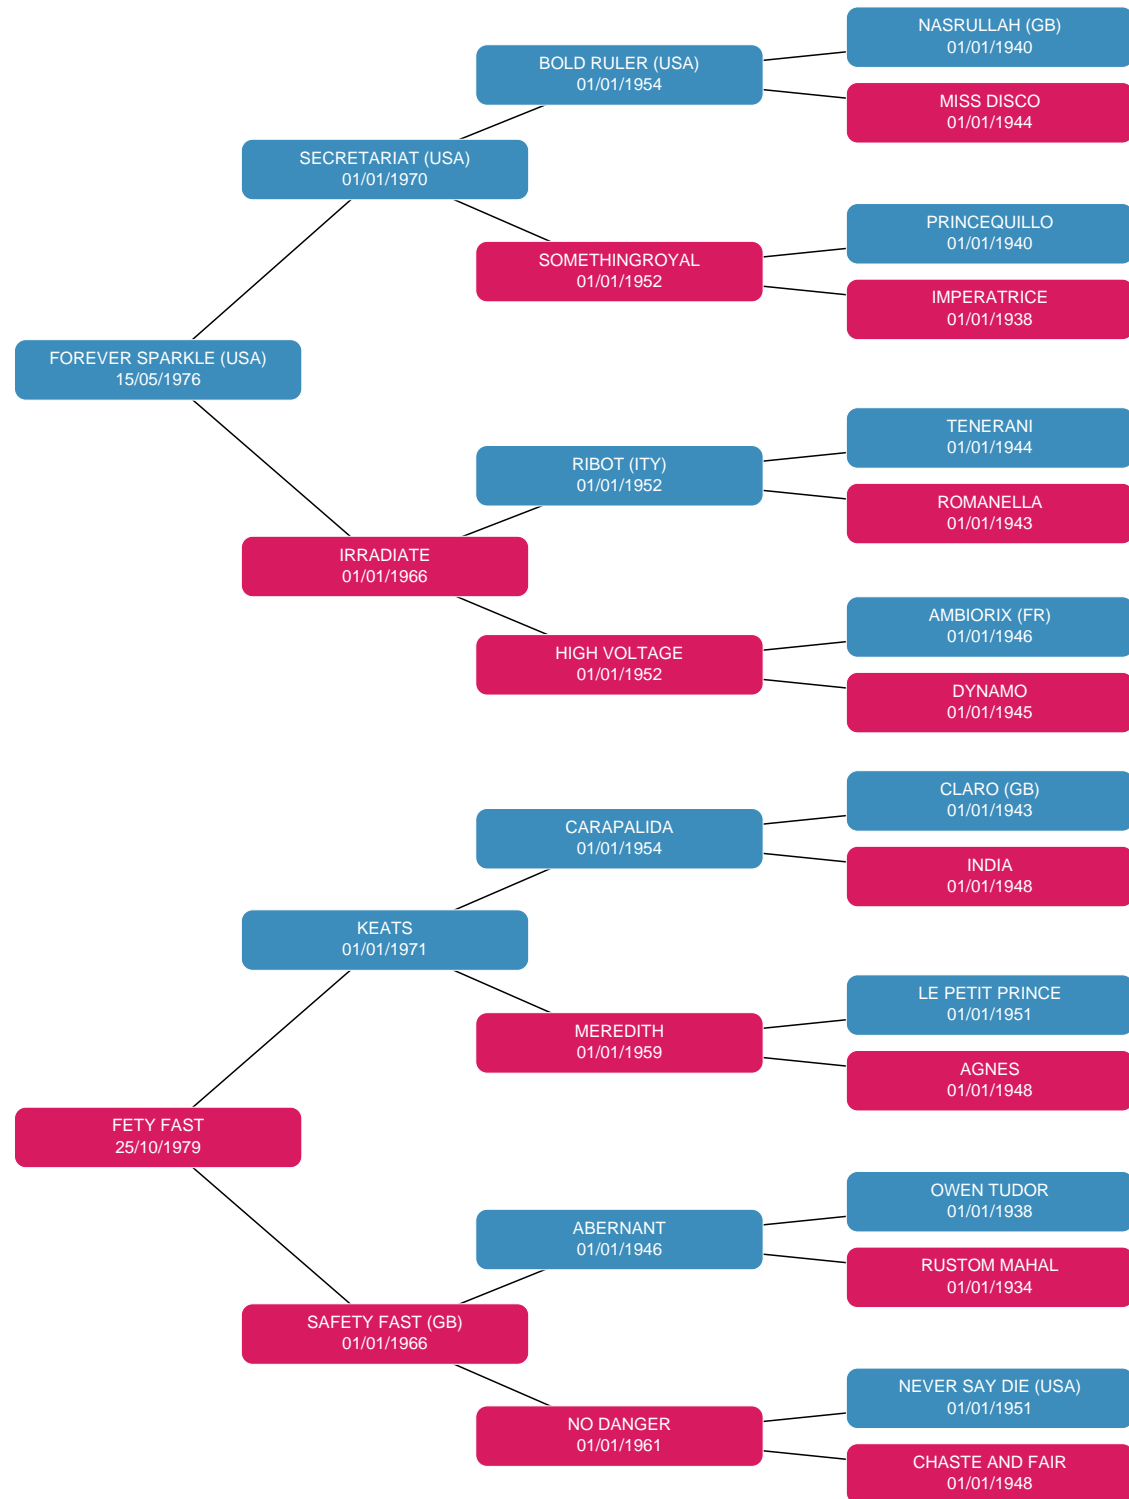 NASRULLAH (GB)
01/01/1940
BOLD RULER (USA)
01/01/1954
MISS DISCO
01/01/1944
SECRETARIAT (USA)
01/01/1970
PRINCEQUILLO
01/01/1940
SOMETHINGROYAL
01/01/1952
IMPERATRICE
01/01/1938
FOREVER SPARKLE (USA)
15/05/1976
TENERANI
01/01/1944
RIBOT (ITY)
01/01/1952
ROMANELLA
01/01/1943
IRRADIATE
01/01/1966
AMBIORIX (FR)
01/01/1946
HIGH VOLTAGE
01/01/1952
DYNAMO
01/01/1945
CLARO (GB)
01/01/1943
CARAPALIDA
01/01/1954
INDIA
01/01/1948
KEATS
01/01/1971
LE PETIT PRINCE
01/01/1951
MEREDITH
01/01/1959
AGNES
01/01/1948
FETY FAST
25/10/1979
OWEN TUDOR
01/01/1938
ABERNANT
01/01/1946
RUSTOM MAHAL
01/01/1934
SAFETY FAST (GB)
01/01/1966
NEVER SAY DIE (USA)
01/01/1951
NO DANGER
01/01/1961
CHASTE AND FAIR
01/01/1948